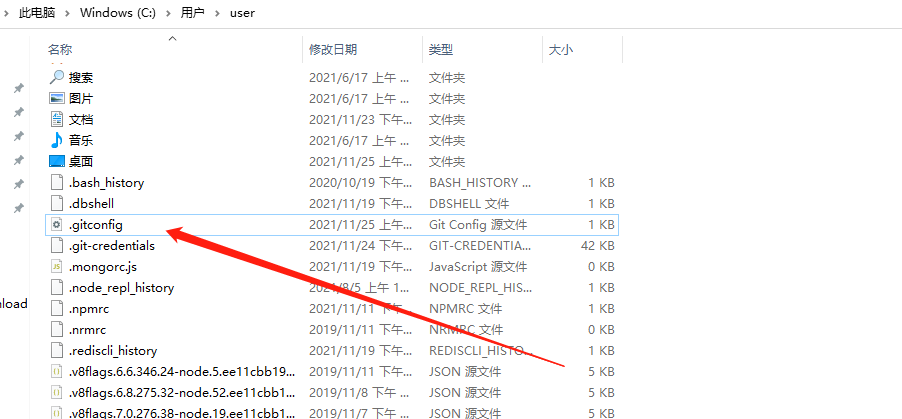 此电脑 > Windows (C:) > 用户 > user
名称 修改日期 类型 大小
搜索 2021/6/17 上午 ... 文件夹
图片 2021/6/17 上午 ... 文件夹
文档 2021/11/23 下午... 文件夹
音乐 2021/6/17 上午 ... 文件夹
桌面 2021/11/25 上午... 文件夹
.bash_history 2020/10/19 下午... BASH_HISTORY ... 1 KB
.dbshell 2021/11/19 下午... DBSHELL 文件 1 KB
.gitconfig 2021/11/25 上午... Git Config 源文件 1 KB
.git-credentials 2021/11/24 下午... GIT-CREDENTIA... 42 KB
.mongorc.js 2021/11/19 下午... JavaScript 源文件 0 KB
.node_repl_history 2021/8/5 上午 1... NODE_REPL_HIS... 1 KB
nload
.npmrc 2021/11/11 下午... NPMRC 文件 1 KB
.nrmrc 2019/11/11 下午... NRMRC 文件 0 KB
.rediscli_history 2021/11/19 下午... REDISCLI_HISTO... 1 KB
.v8flags.6.6.346.24-node.5.ee11cbb19... 2019/11/11 下午... JSON 源文件 5 KB
.v8flags.6.8.275.32-node.52.ee11cbb1... 2019/11/8 下午 ... JSON 源文件 5 KB
.v8flags.7.0.276.38-node.19.ee11cbb1... 2019/11/7 下午 ... JSON 源文件 5 KB